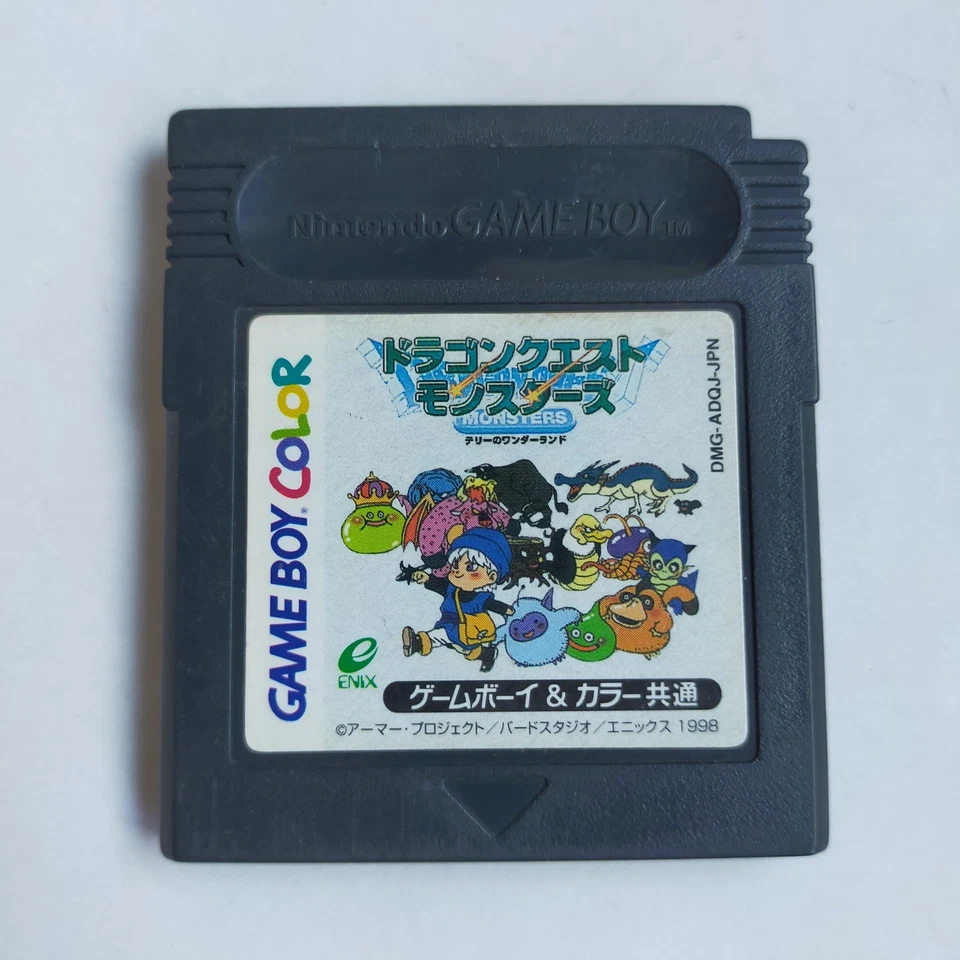 Nintendo GAME BOY™
GAME BOY® COLOR
ドラゴンクエスト
モンスターズ
MONSTERS
テリーのワンダーランド
DMG-ADQJ-JPN
ENIX
ゲームボーイ & カラー共通
©アーマー・プロジェクト／バードスタジオ／エニックス 1998